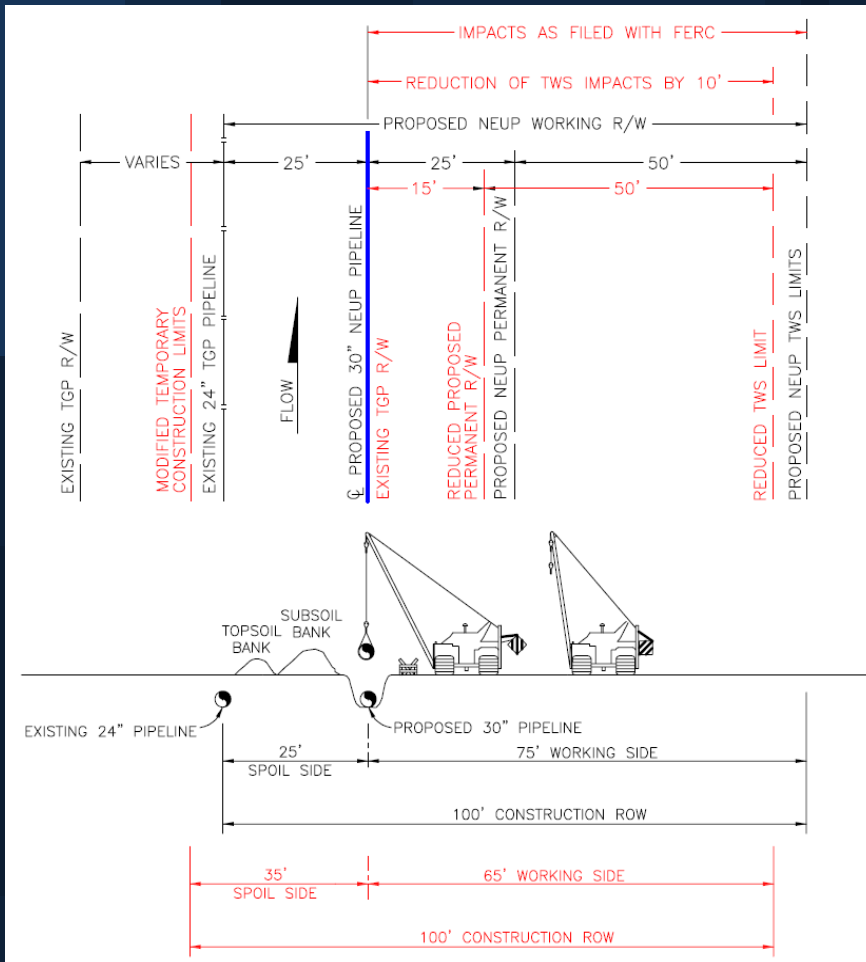 IMPACTS AS FILED WITH FERC
REDUCTION OF TWS IMPACTS BY 10'
PROPOSED NEUP WORKING R/W
VARIES
25'
25'
50'
15'
50'
EXISTING TGP R/W
MODIFIED TEMPORARY
CONSTRUCTION LIMITS
EXISTING 24" TGP PIPELINE
FLOW
℄ PROPOSED 30" NEUP PIPELINE
EXISTING TGP R/W
REDUCED PROPOSED
PERMANENT R/W
PROPOSED NEUP PERMANENT R/W
REDUCED TWS LIMIT
PROPOSED NEUP TWS LIMITS
TOPSOIL
BANK
SUBSOIL
BANK
EXISTING 24" PIPELINE
PROPOSED 30" PIPELINE
25'
SPOIL SIDE
75' WORKING SIDE
100' CONSTRUCTION ROW
35'
SPOIL SIDE
65' WORKING SIDE
100' CONSTRUCTION ROW